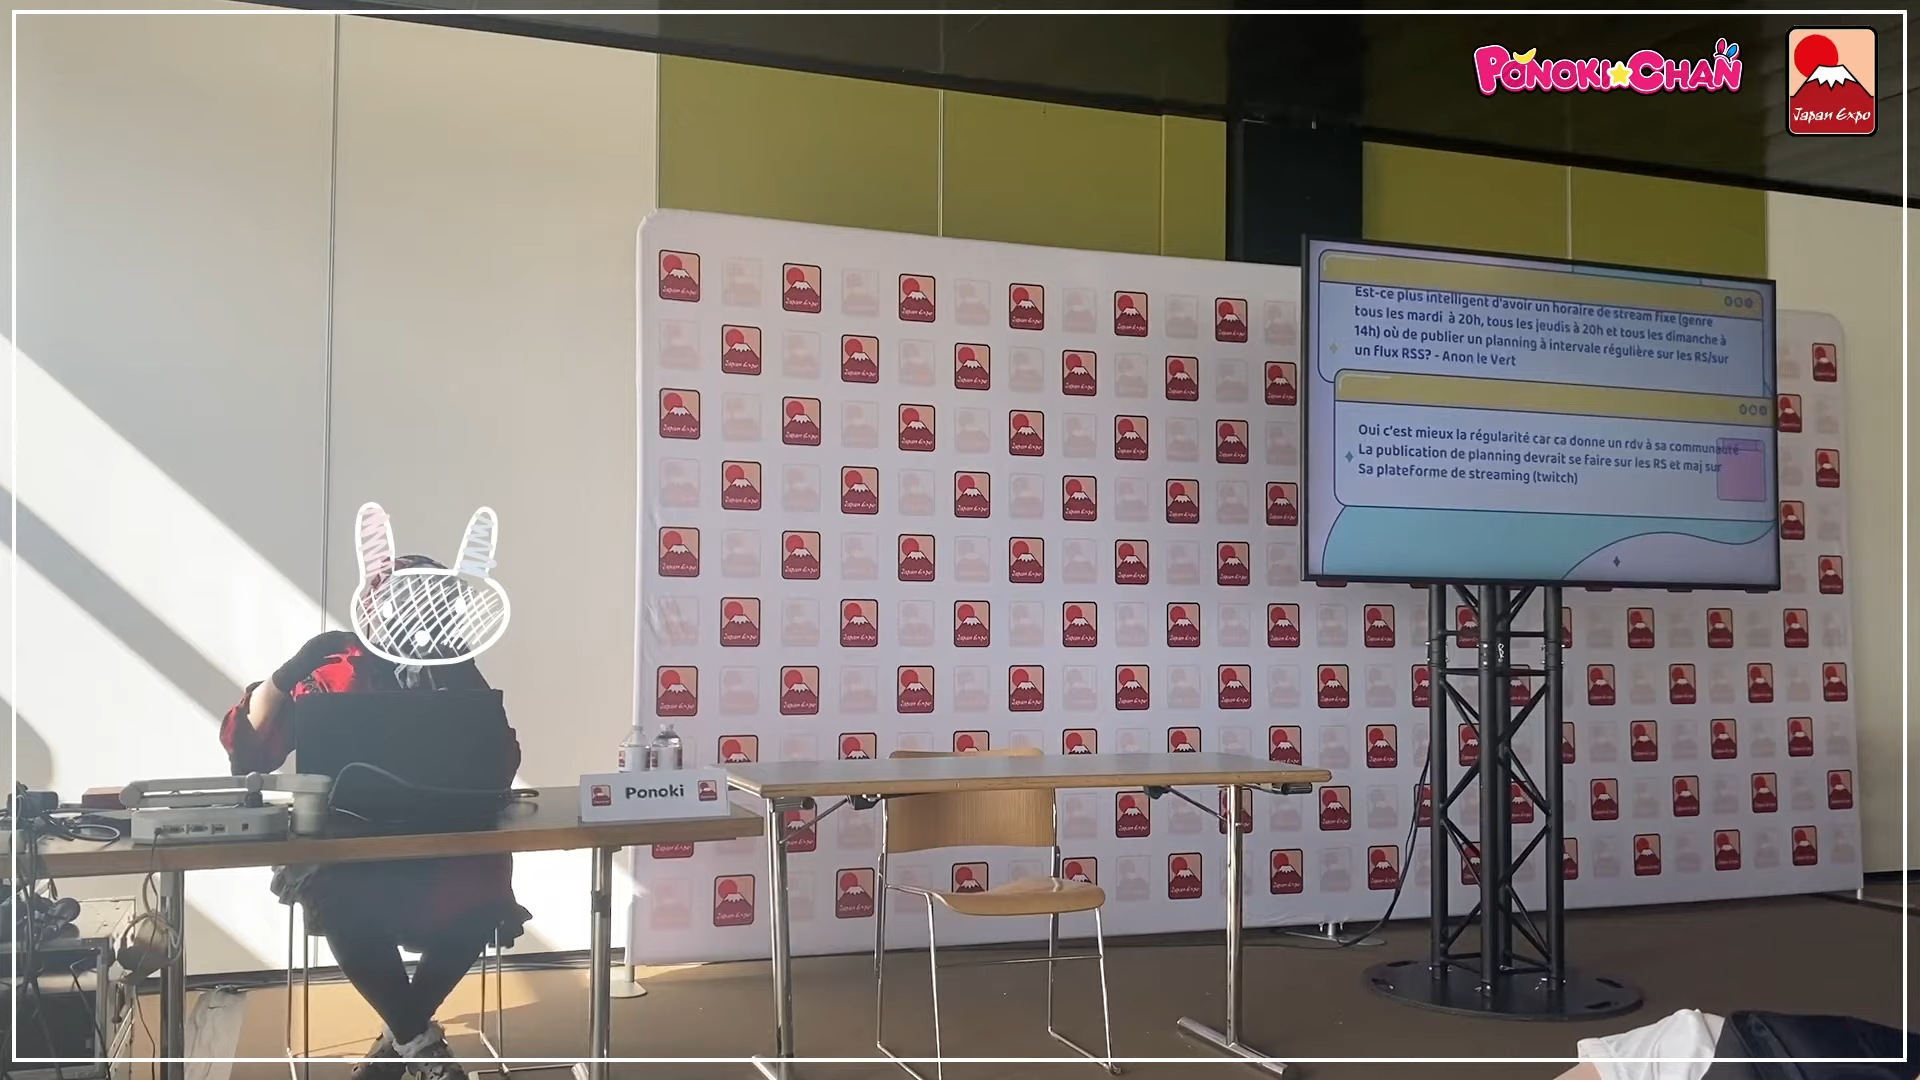 PONOKI CHAN
Japan Expo
Est-ce plus intelligent d'avoir un horaire de stream fixe (genre
tous les mardi à 20h, tous les jeudis à 20h et tous les dimanche à
14h) où de publier un planning à intervale régulière sur les RS/sur
un flux RSS? - Anon le Vert
Oui c'est mieux la régularité car ca donne un rdv à sa communauté
La publication de planning devrait se faire sur les RS et maj sur
Sa plateforme de streaming (twitch)
Ponoki